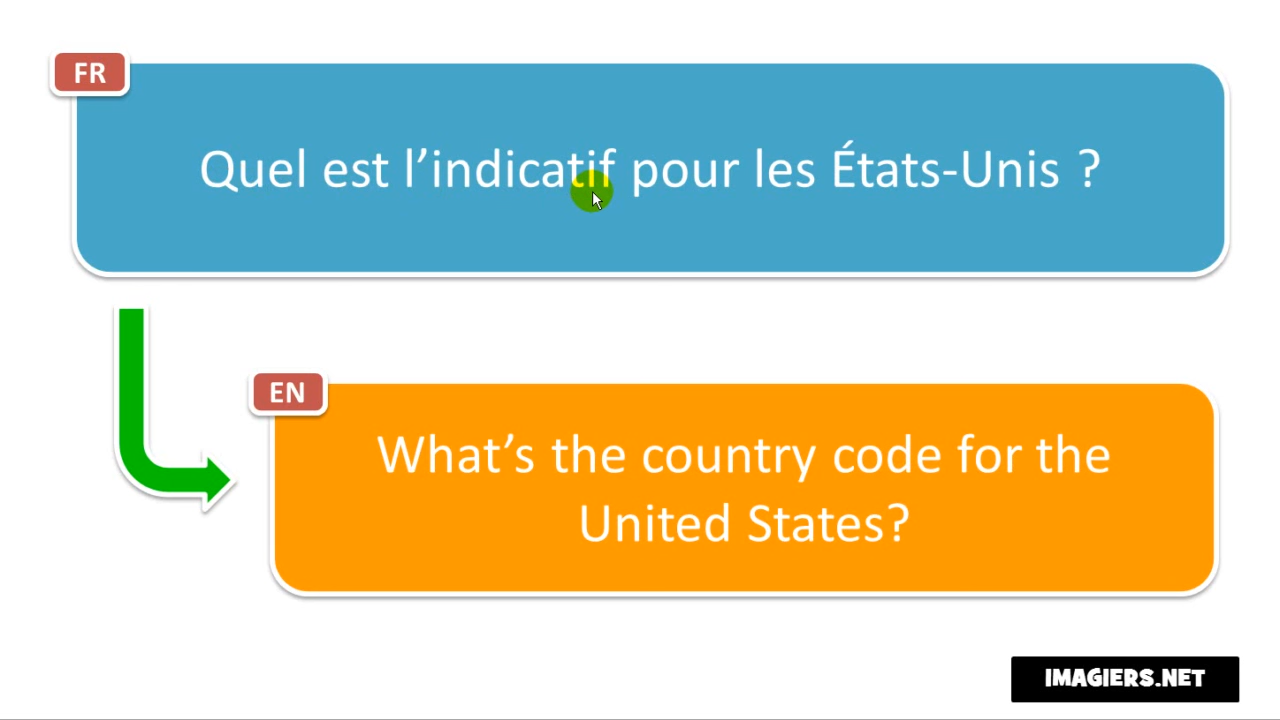 FR
Quel est l’indicatif pour les États-Unis ?
EN
What’s the country code for the
United States?
IMAGIERS.NET